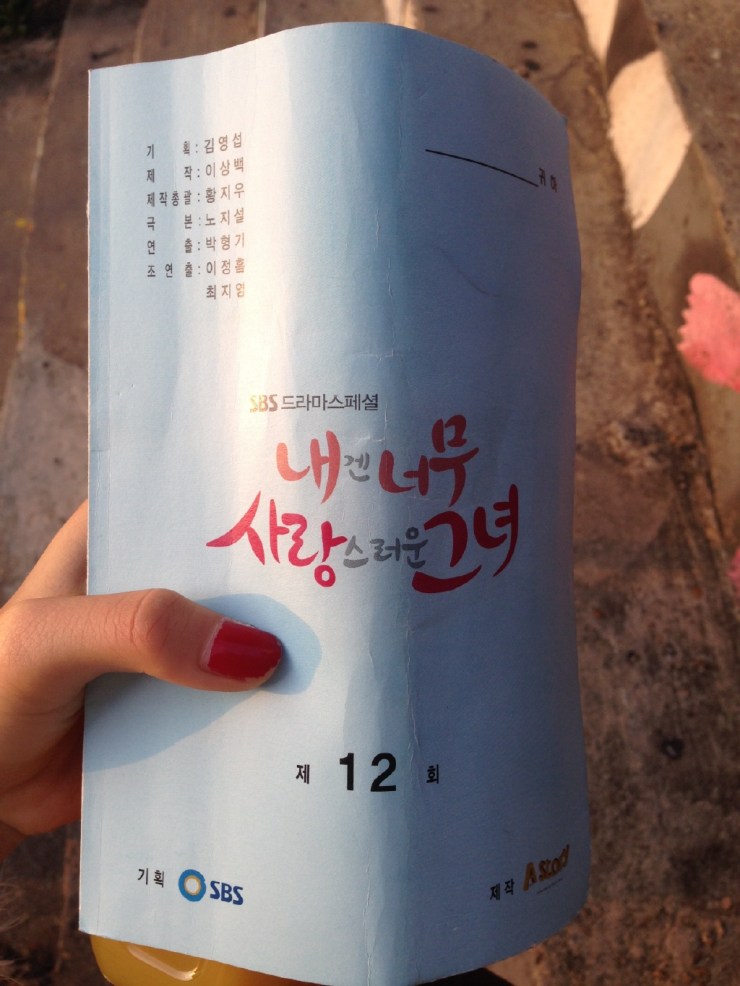 기 획 : 김영섭
제 작 : 이상백
제작총괄 : 황지우
극 본 : 노지설
연 출 : 박형기
조 연 출 : 이정흠
최지영
귀하
SBS 드라마스페셜
내겐 너무
사랑스러운 그녀
제 12 회
기획 SBS
제작 A STORY